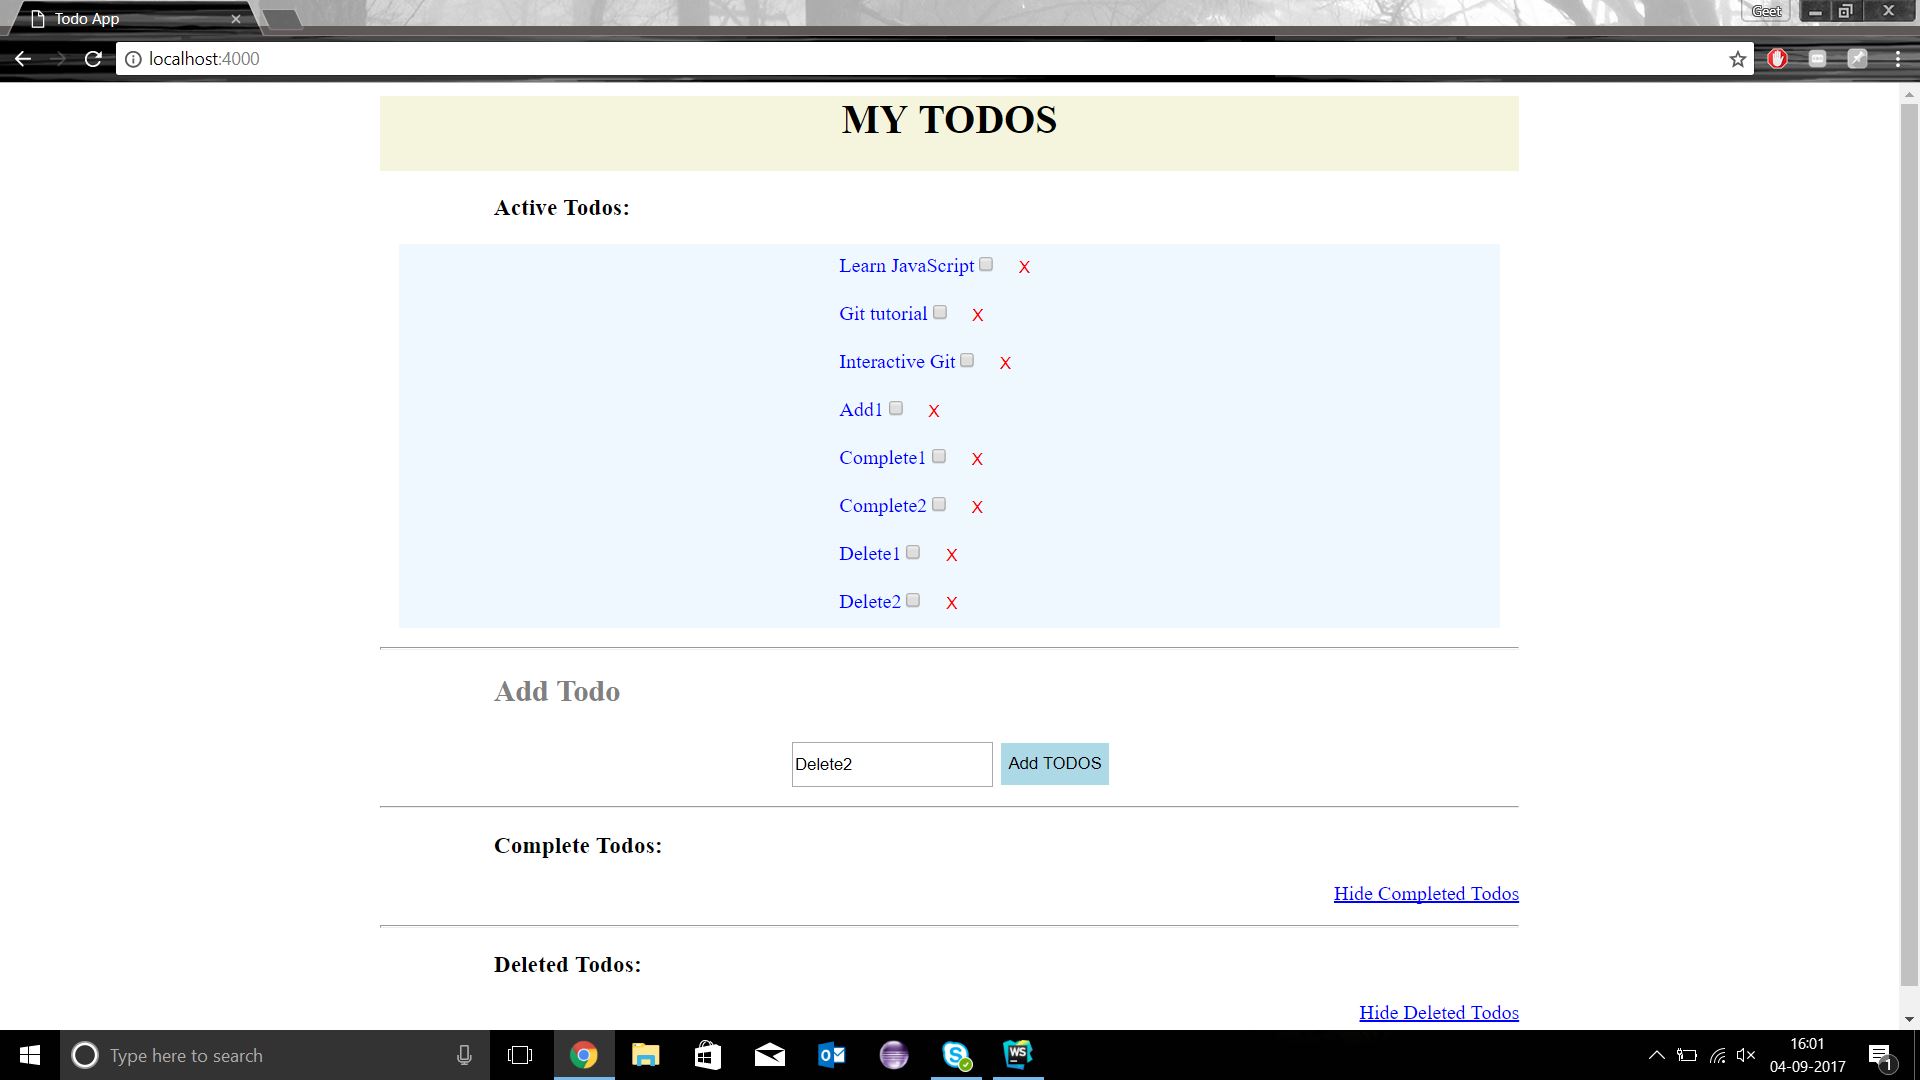 Todo App
Geet
localhost:4000
MY TODOS
Active Todos:
Learn JavaScript X
Git tutorial X
Interactive Git X
Add1 X
Complete1 X
Complete2 X
Delete1 X
Delete2 X
Add Todo
Delete2 Add TODOS
Complete Todos:
Hide Completed Todos
Deleted Todos:
Hide Deleted Todos
Type here to search
WS
16:01
04-09-2017
1